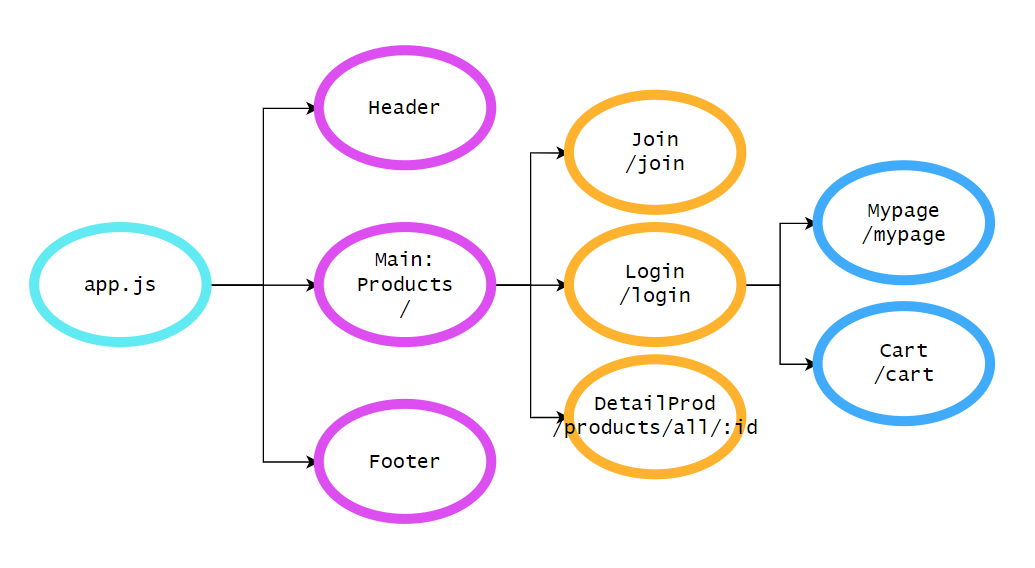 Header
Join
/join
Mypage
/mypage
app.js
Main:
Products
/
Login
/login
Cart
/cart
DetailProd
/products/all/:id
Footer